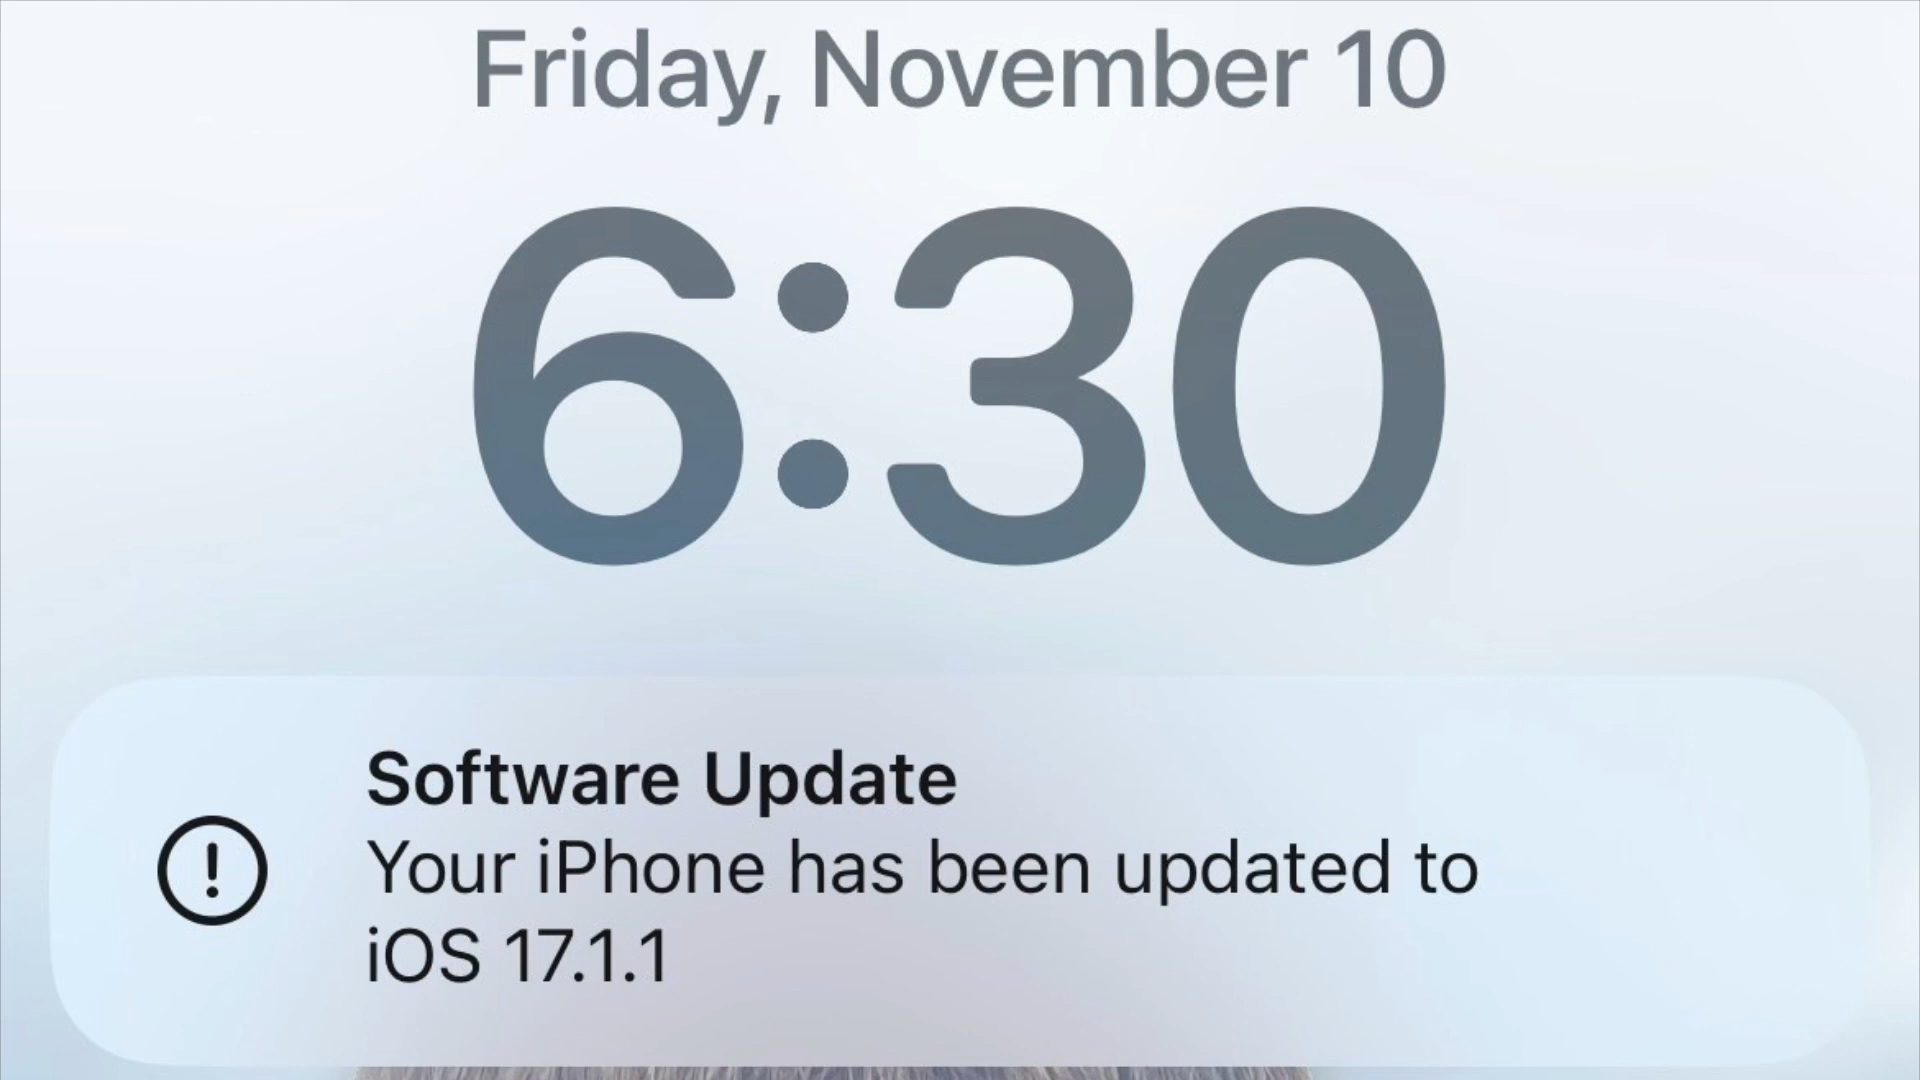 Friday, November 10
6:30
Software Update
Your iPhone has been updated to
iOS 17.1.1